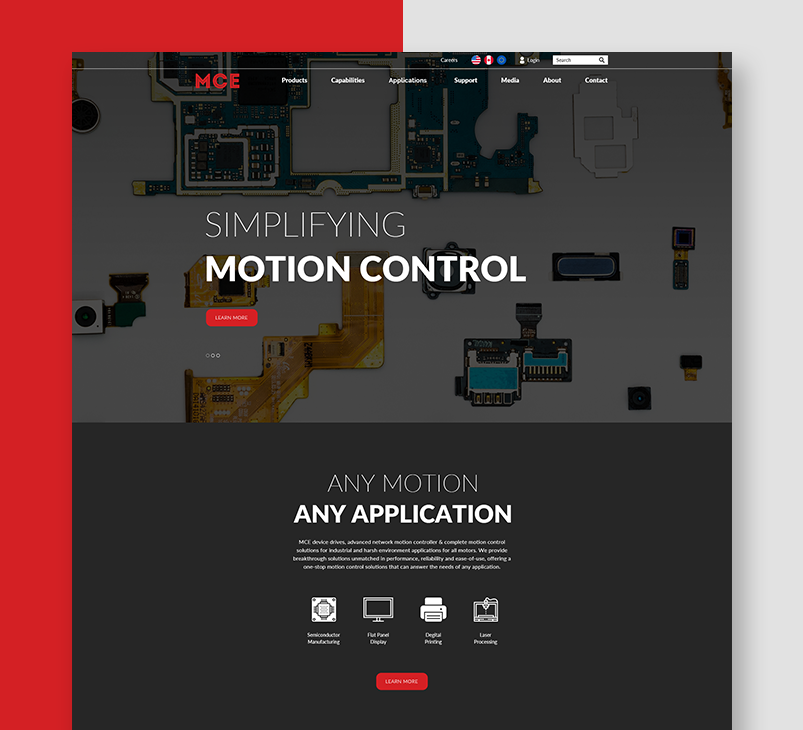 Careers Login Search
MCE Products Capabilities Applications Support Media About Contact
SIMPLIFYING
MOTION CONTROL
LEARN MORE
ANY MOTION
ANY APPLICATION
MCE device drives, advanced network motion controller & complete motion control
solutions for industrial and harsh environment applications for all motors. We provide
breakthrough solutions unmatched in performance, reliability and ease-of-use, offering a
one-stop motion control solutions that can answer the needs of any application.
Semiconductor
Manufacturing
Flat Panel
Display
Degital
Printing
Laser
Processing
LEARN MORE